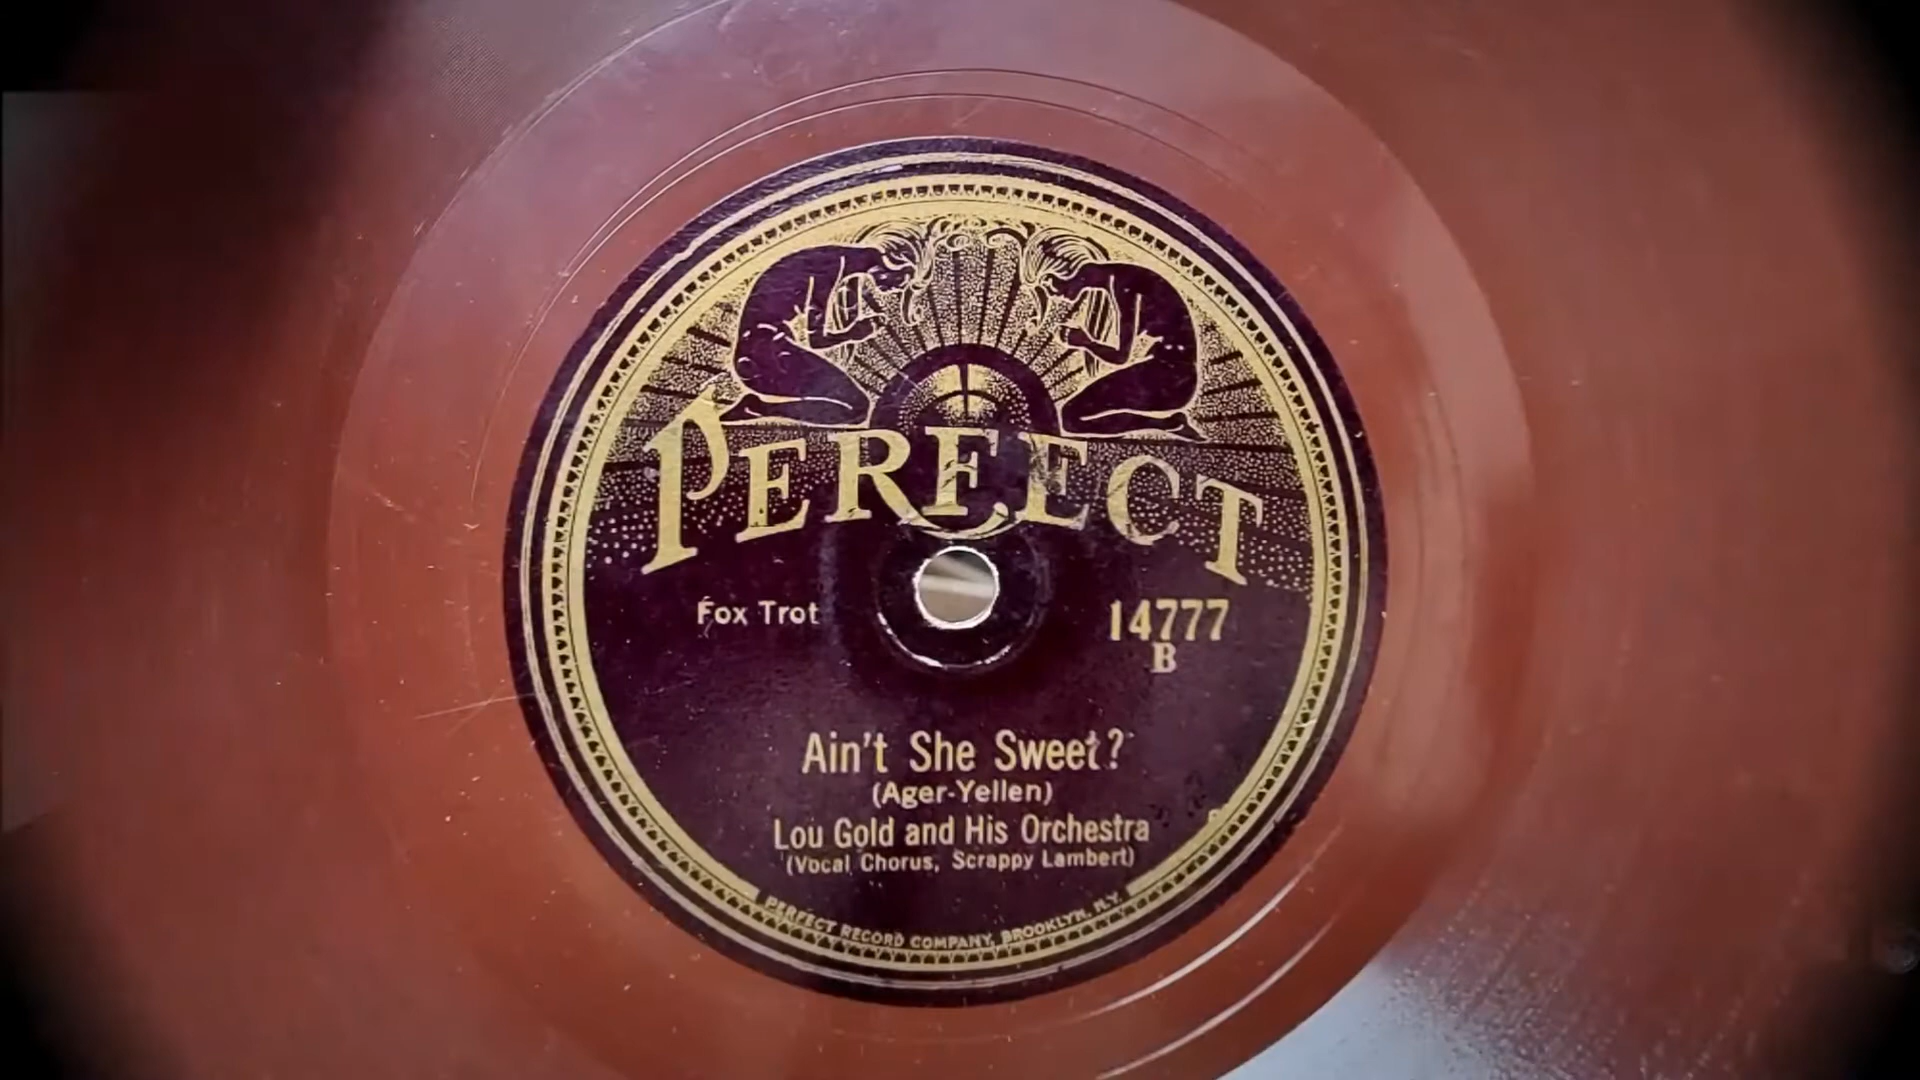 PERFECT
Fox Trot
14777
B
Ain't She Sweet?
(Ager-Yellen)
Lou Gold and His Orchestra
(Vocal Chorus, Scrappy Lambert)
PERFECT RECORD COMPANY, BROOKLYN, N.Y.